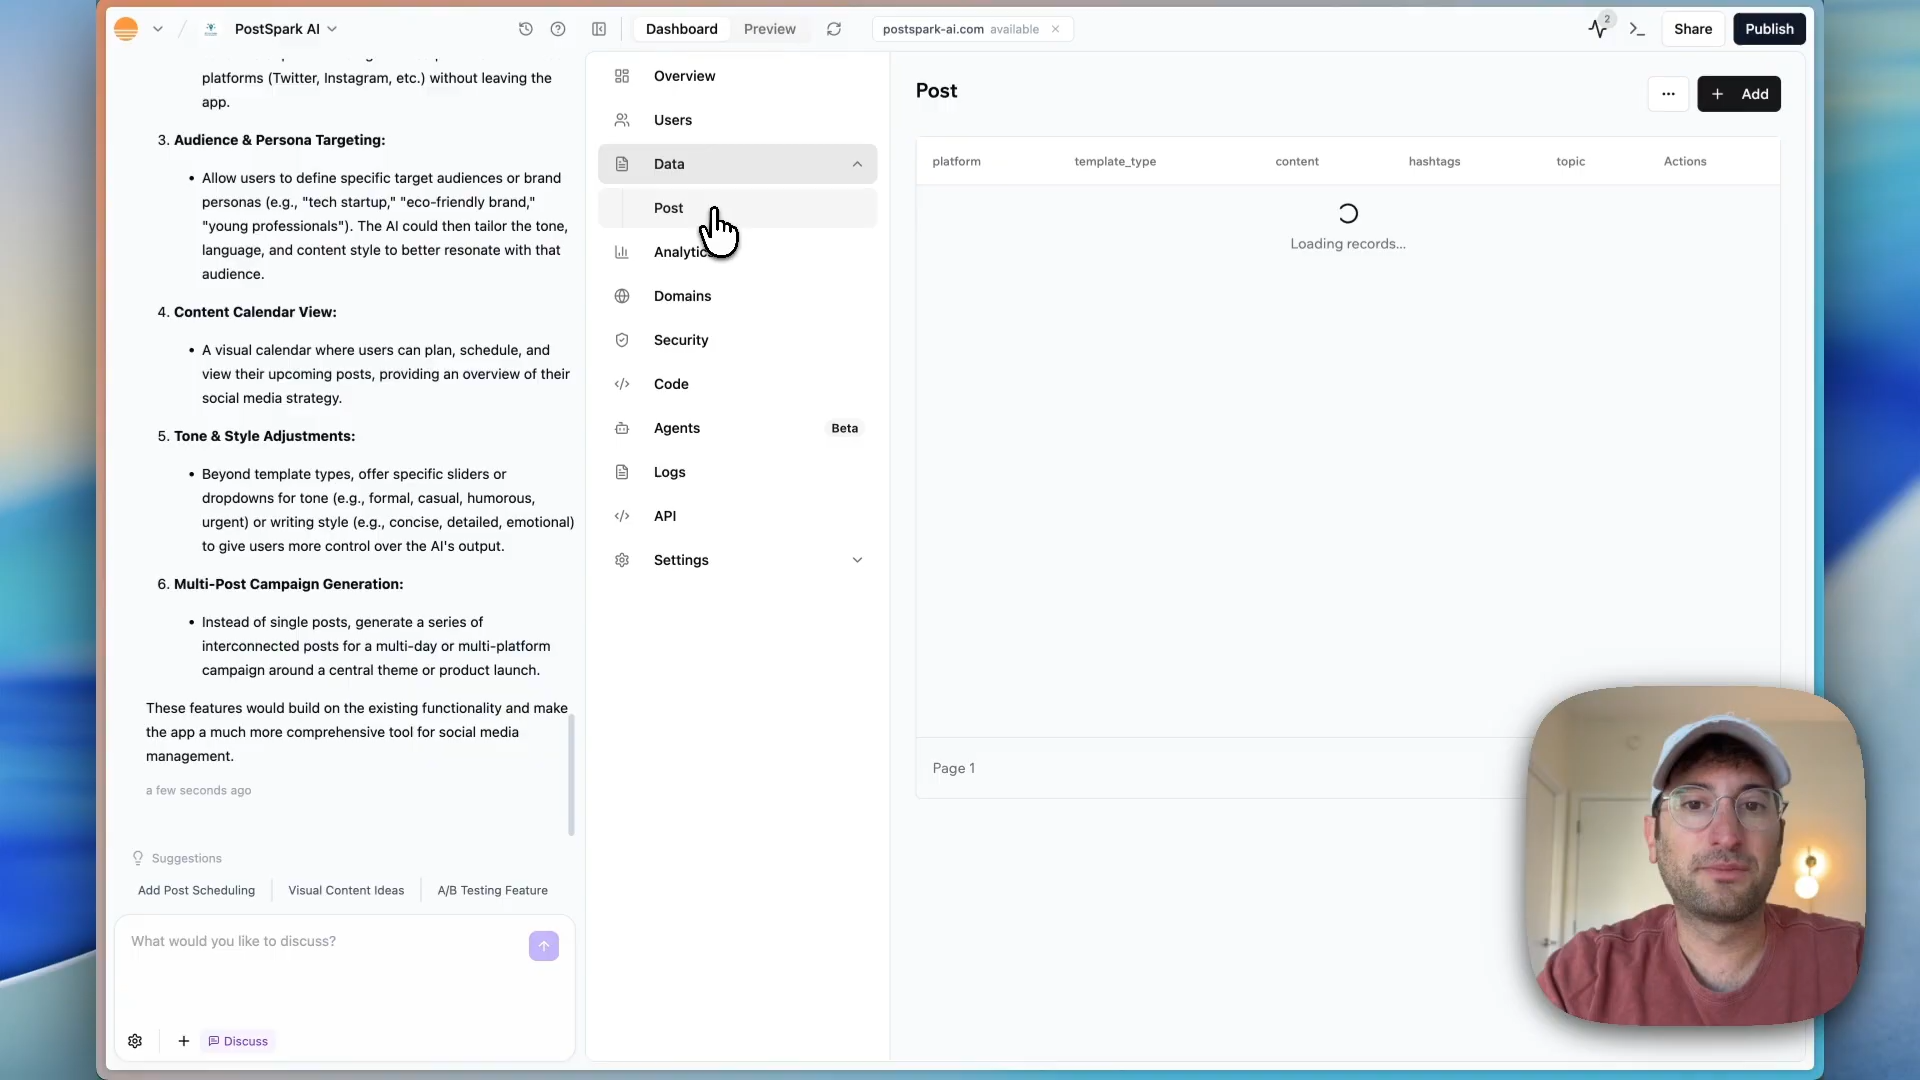 PostSpark AI
Dashboard
Preview
postspark-ai.com available
2
Share
Publish
platforms (Twitter, Instagram, etc.) without leaving the
app.
3. Audience & Persona Targeting:
• Allow users to define specific target audiences or brand
personas (e.g., "tech startup," "eco-friendly brand,"
"young professionals"). The AI could then tailor the tone,
language, and content style to better resonate with that
audience.
4. Content Calendar View:
• A visual calendar where users can plan, schedule, and
view their upcoming posts, providing an overview of their
social media strategy.
5. Tone & Style Adjustments:
• Beyond template types, offer specific sliders or
dropdowns for tone (e.g., formal, casual, humorous,
urgent) or writing style (e.g., concise, detailed, emotional)
to give users more control over the AI's output.
6. Multi-Post Campaign Generation:
• Instead of single posts, generate a series of
interconnected posts for a multi-day or multi-platform
campaign around a central theme or product launch.
These features would build on the existing functionality and make
the app a much more comprehensive tool for social media
management.
a few seconds ago
Suggestions
Add Post Scheduling
Visual Content Ideas
A/B Testing Feature
What would you like to discuss?
Discuss
Overview
Users
Data
Post
Analytics
Domains
Security
Code
Agents Beta
Logs
API
Settings
Post
Add
platform template_type content hashtags topic Actions
Loading records...
Page 1